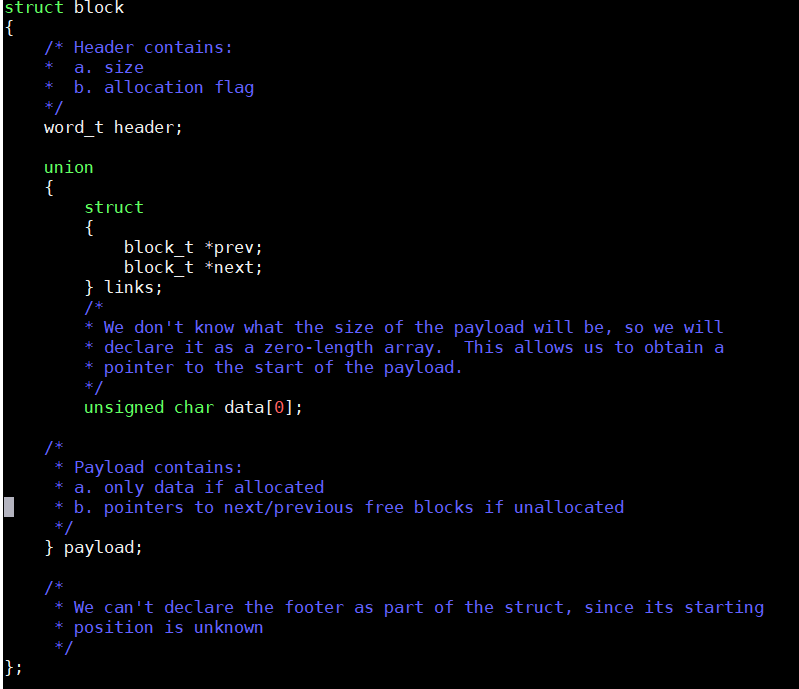 struct block
{
    /* Header contains:
    *  a. size
    *  b. allocation flag
    */
    word_t header;

    union
    {
        struct
        {
            block_t *prev;
            block_t *next;
        } links;
        /*
        * We don't know what the size of the payload will be, so we will
        * declare it as a zero-length array.  This allows us to obtain a
        * pointer to the start of the payload.
        */
        unsigned char data[0];

    /*
     * Payload contains:
     * a. only data if allocated
     * b. pointers to next/previous free blocks if unallocated
     */
    } payload;

    /*
     * We can't declare the footer as part of the struct, since its starting
     * position is unknown
     */
};